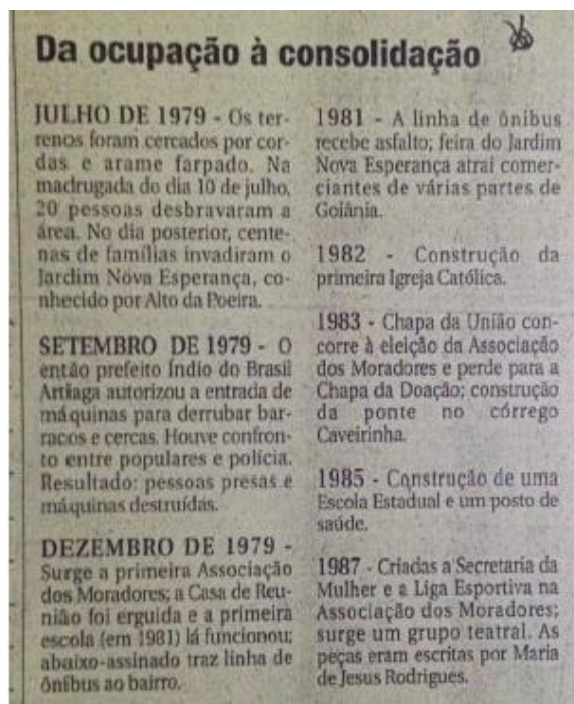 Da ocupação à consolidação
JULHO DE 1979 - Os ter-
renos foram cercados por cor-
das e arame farpado. Na
madrugada do dia 10 de julho,
20 pessoas desbravaram a
área. No dia posterior, cente-
nas de famílias invadiram o
Jardim Nova Esperança, co-
nhecido por Alto da Poeira.
SETEMBRO DE 1979 - O
então prefeito Índio do Brasil
Artiaga autorizou a entrada de
máquinas para derrubar bar-
racos e cercas. Houve confron-
to entre populares e polícia.
Resultado: pessoas presas e
máquinas destruídas.
DEZEMBRO DE 1979 -
Surge a primeira Associação
dos Moradores; a Casa de Reu-
nião foi erguida e a primeira
escola (em 1981) lá funcionou;
abaixo-assinado traz linha de
ônibus ao bairro.
1981 - A linha de ônibus
recebe asfalto; feira do Jardim
Nova Esperança atrai comer-
ciantes de várias partes de
Goiânia.
1982 - Construção da
primeira Igreja Católica.
1983 - Chapa da União con-
corre à eleição da Associação
dos Moradores e perde para a
Chapa da Doação; construção
da ponte no córrego
Caveirinha.
1985 - Construção de uma
Escola Estadual e um posto de
saúde.
1987 - Criadas a Secretaria da
Mulher e a Liga Esportiva na
Associação dos Moradores;
surge um grupo teatral. As
peças eram escritas por Maria
de Jesus Rodrigues.